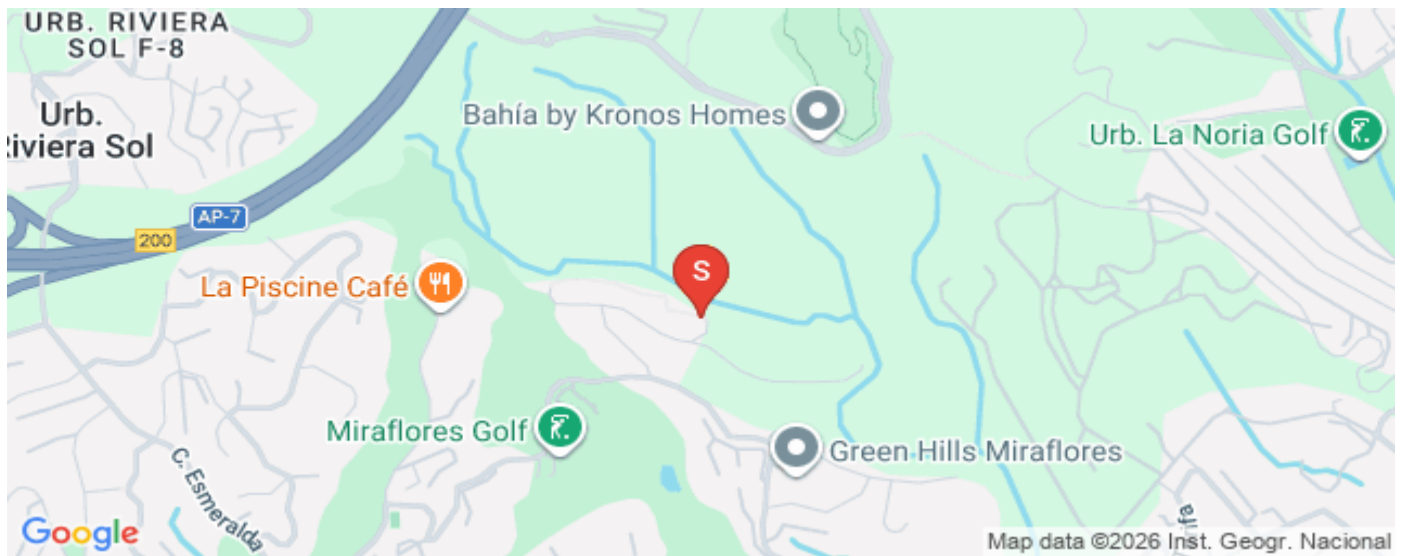 URB. RIVIERA
SOL F-8
Urb.
Riviera Sol
Bahía by Kronos Homes
Urb. La Noria Golf
AP-7
200
La Piscine Café
S
Miraflores Golf
Green Hills Miraflores
C. Esmeralda
Google
Map data ©2026 Inst. Geogr. Nacional